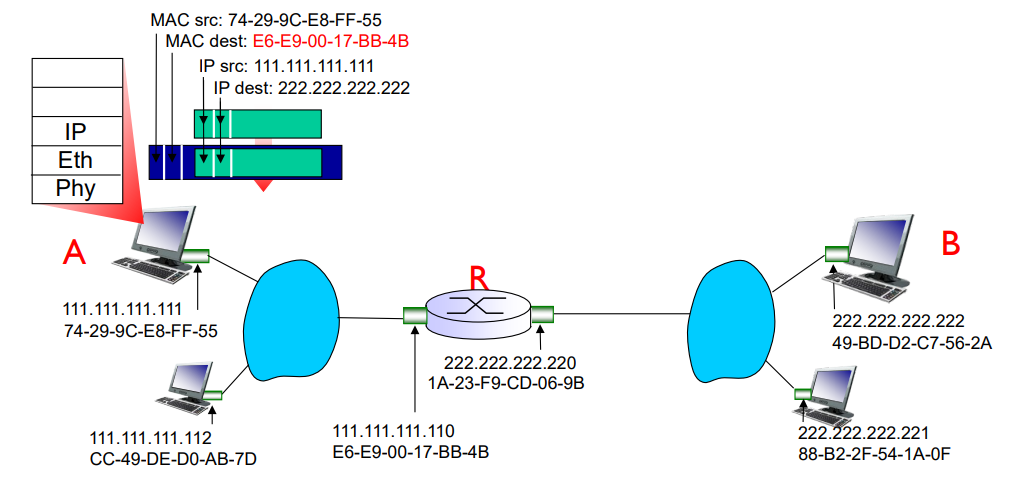 MAC src: 74-29-9C-E8-FF-55
MAC dest: E6-E9-00-17-BB-4B
IP src: 111.111.111.111
IP dest: 222.222.222.222
IP
Eth
Phy
A
R
B
111.111.111.111
74-29-9C-E8-FF-55
222.222.222.222
49-BD-D2-C7-56-2A
222.222.222.220
1A-23-F9-CD-06-9B
111.111.111.112
CC-49-DE-D0-AB-7D
111.111.111.110
E6-E9-00-17-BB-4B
222.222.222.221
88-B2-2F-54-1A-0F